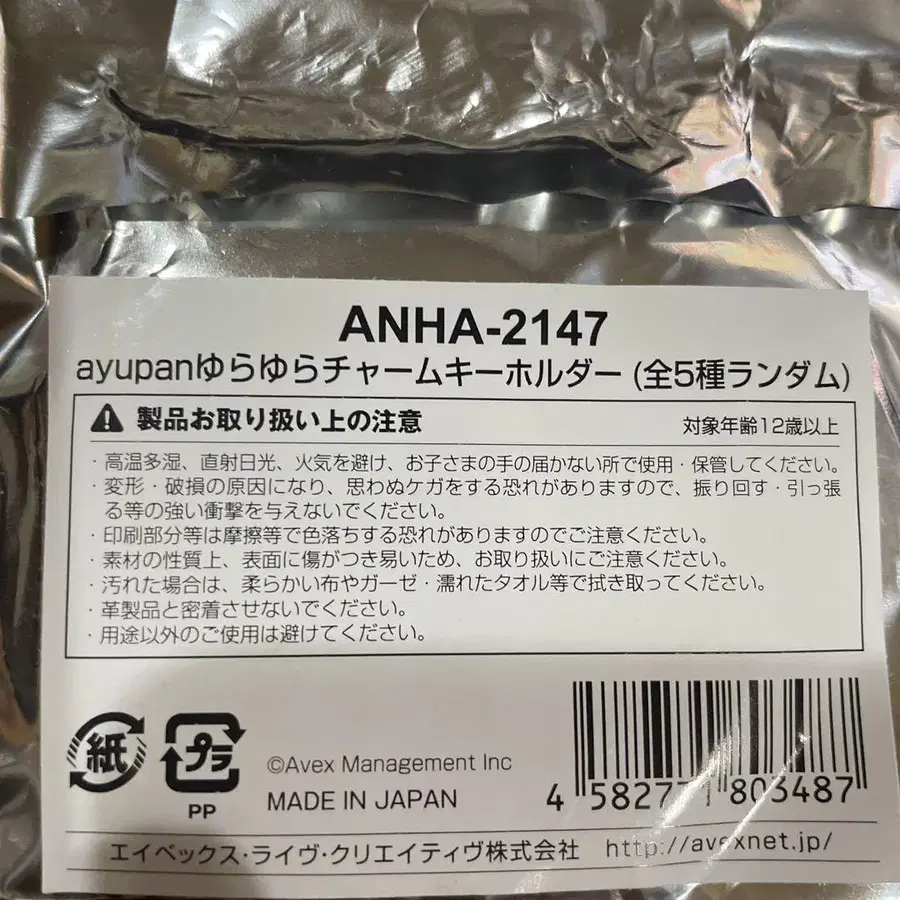 ANHA-2147
ayupanゆらゆらチャームキーホルダー (全5種ランダム)
製品お取り扱い上の注意 対象年齢12歳以上
・高温多湿、直射日光、火気を避け、お子さまの手の届かない所で使用・保管してください。
・変形・破損の原因になり、思わぬケガをする恐れがありますので、振り回す・引っ張
る等の強い衝撃を与えないでください。
・印刷部分等は摩擦等で色落ちする恐れがありますのでご注意ください。
・素材の性質上、表面に傷がつき易いため、お取り扱いにご注意ください。
・汚れた場合は、柔らかい布やガーゼ・濡れたタオル等で拭き取ってください。
・革製品と密着させないでください。
・用途以外のご使用は避けてください。
紙 プラ
PP
©Avex Management Inc
MADE IN JAPAN
4 582771 803487
エイベックス・ライヴ・クリエイティヴ株式会社 http://avexnet.jp/